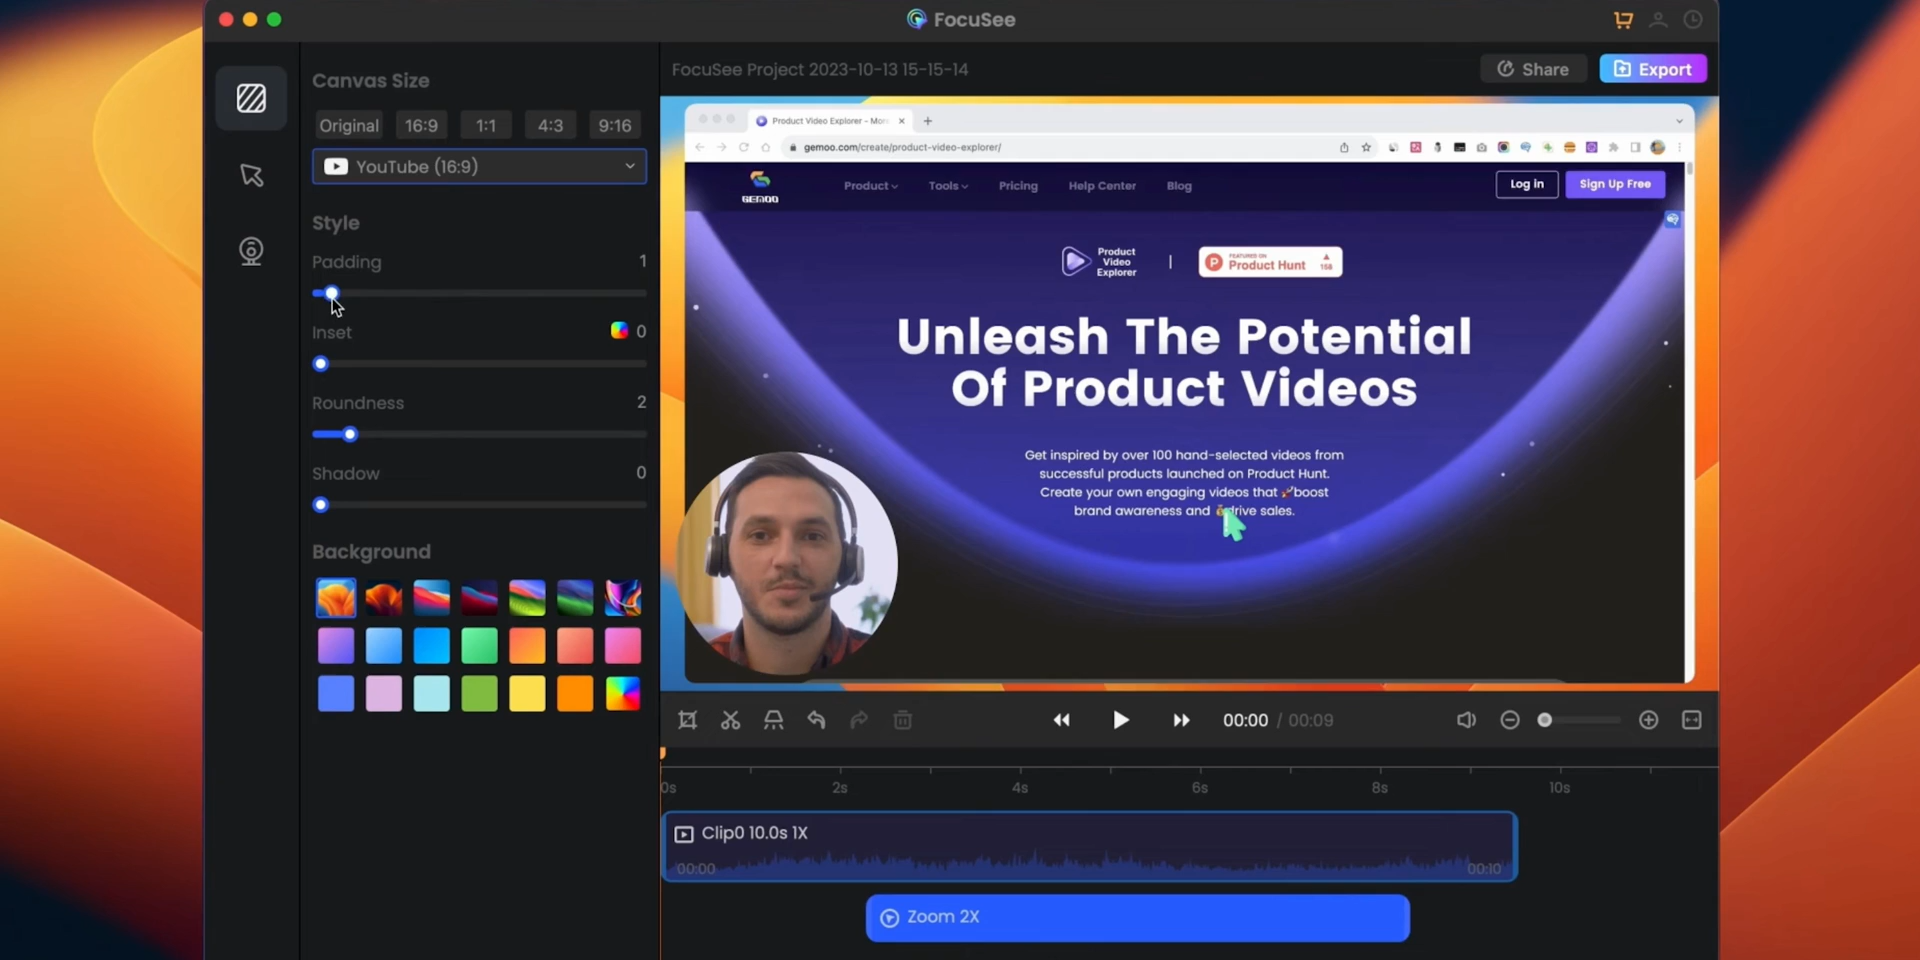 FocuSee
Canvas Size
Original 16:9 1:1 4:3 9:16
YouTube (16:9)
Style
Padding 1
Inset 0
Roundness 2
Shadow 0
Background
FocuSee Project 2023-10-13 15-15-14
Share
Export
Product Video Explorer - Mor
gemoo.com/create/product-video-explorer/
GEMOO
Product Tools Pricing Help Center Blog
Log in
Sign Up Free
Product
Video
Explorer
FEATURED ON
Product Hunt
158
Unleash The Potential
Of Product Videos
Get inspired by over 100 hand-selected videos from
successful products launched on Product Hunt.
Create your own engaging videos that 🚀boost
brand awareness and 💰drive sales.
00:00 / 00:09
0s 2s 4s 6s 8s 10s
Clip0 10.0s 1X
00:00 00:10
Zoom 2X